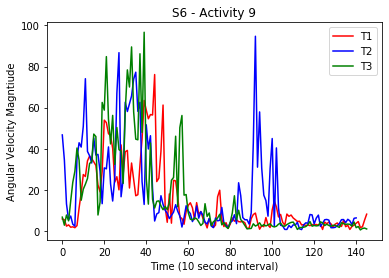 S6 - Activity 9
T1
T2
T3
Angular Velocity Magntiude
100
80
60
40
20
0
0 20 40 60 80 100 120 140
Time (10 second interval)